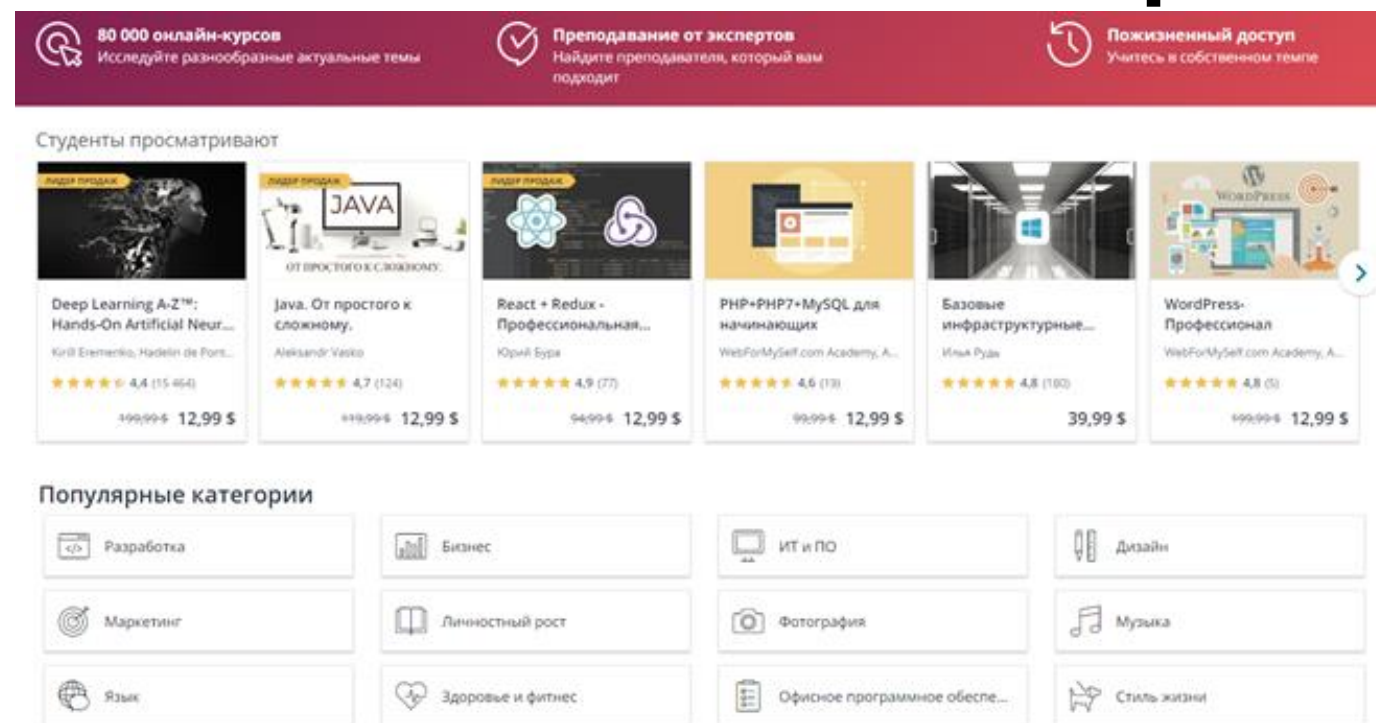 80 000 онлайн-курсов
Исследуйте разнообразные актуальные темы
Преподавание от экспертов
Найдите преподавателя, который вам
подходит
Пожизненный доступ
Учитесь в собственном темпе
Студенты просматривают
ЛИДЕР ПРОДАЖ
Deep Learning A-Z™:
Hands-On Artificial Neur...
Kirill Eremenko, Hadelin de Pont...
4,4 (15 464)
199,99 $ 12,99 $
ЛИДЕР ПРОДАЖ
JAVA
ОТ ПРОСТОГО К СЛОЖНОМУ.
Java. От простого к
сложному.
Aleksandr Vasko
4,7 (124)
119,99 $ 12,99 $
ЛИДЕР ПРОДАЖ
React + Redux -
Профессиональная...
Юрий Бура
4,9 (77)
94,99 $ 12,99 $
PHP+PHP7+MySQL для
начинающих
WebForMySelf.com Academy, A...
4,6 (19)
99,99 $ 12,99 $
Базовые
инфраструктурные...
Илья Рудь
4,8 (180)
39,99 $
WORDPRESS
WordPress-
Профессионал
WebForMySelf.com Academy, A...
4,8 (5)
199,99 $ 12,99 $
Популярные категории
Разработка
Бизнес
ИТ и ПО
Дизайн
Маркетинг
Личностный рост
Фотография
Музыка
Язык
Здоровье и фитнес
Офисное программное обеспе...
Стиль жизни